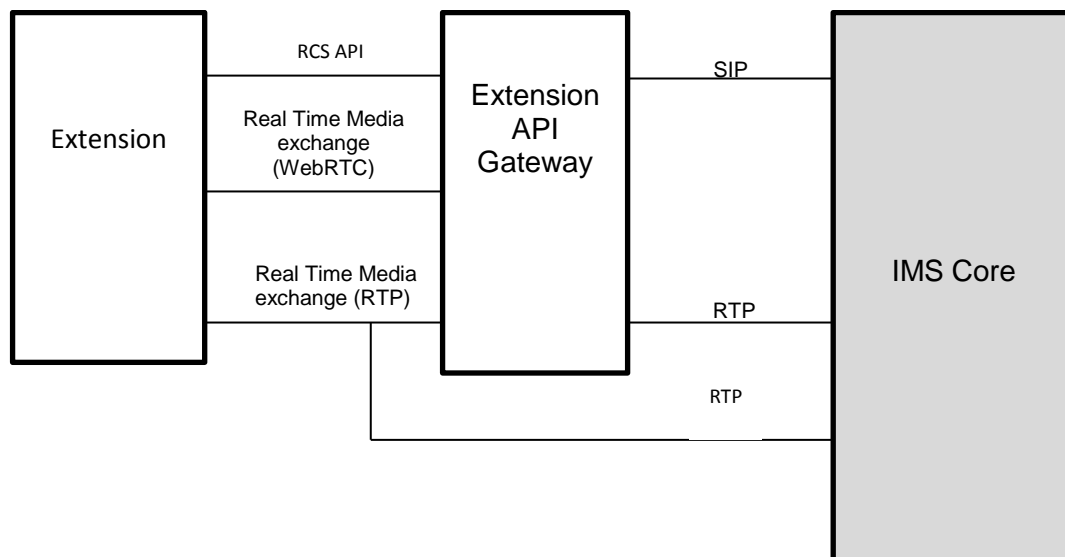 Extension
RCS API
Real Time Media
exchange
(WebRTC)
Real Time Media
exchange (RTP)
Extension
API
Gateway
SIP
RTP
RTP
IMS Core